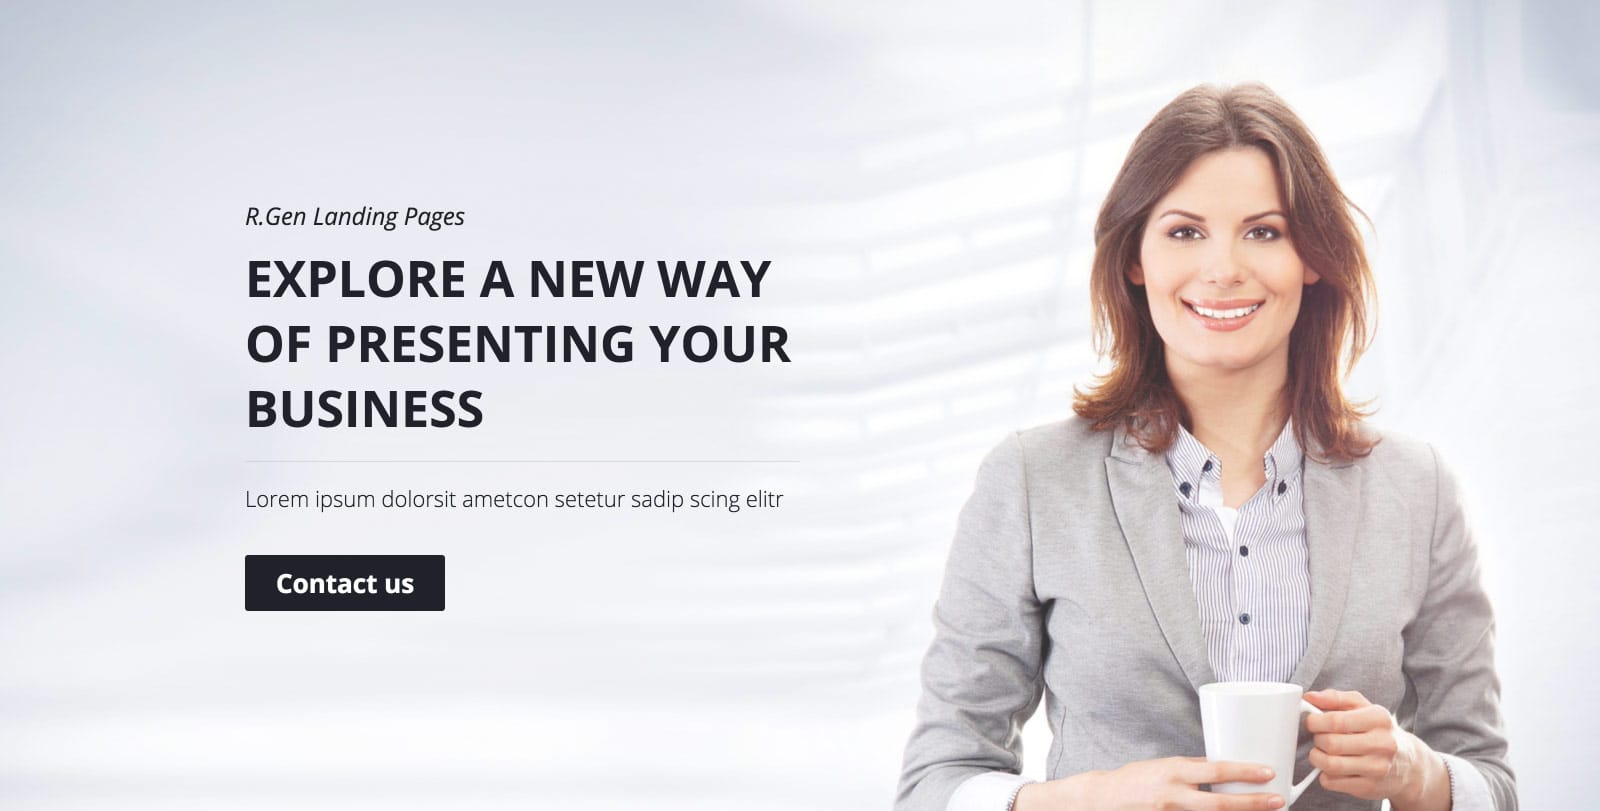 R.Gen Landing Pages
EXPLORE A NEW WAY
OF PRESENTING YOUR
BUSINESS
Lorem ipsum dolorsit ametcon setetur sadip scing elitr
Contact us